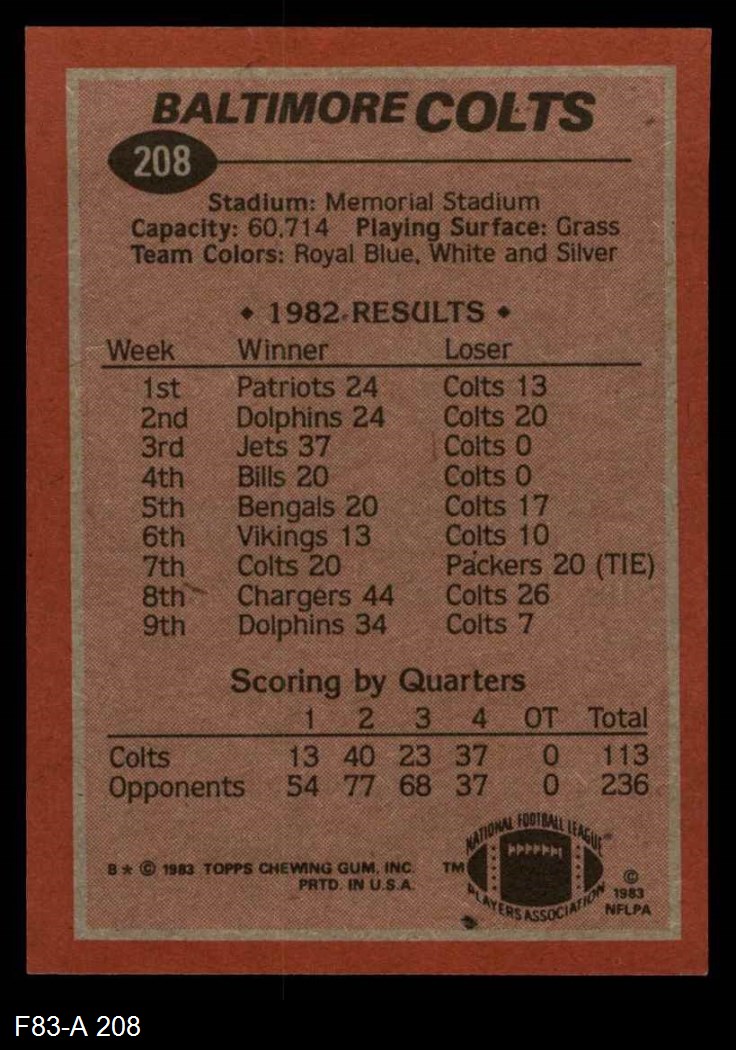 BALTIMORE COLTS
208
Stadium: Memorial Stadium
Capacity: 60,714 Playing Surface: Grass
Team Colors: Royal Blue, White and Silver
◆ 1982 RESULTS ◆
Week Winner Loser
1st Patriots 24 Colts 13
2nd Dolphins 24 Colts 20
3rd Jets 37 Colts 0
4th Bills 20 Colts 0
5th Bengals 20 Colts 17
6th Vikings 13 Colts 10
7th Colts 20 Packers 20 (TIE)
8th Chargers 44 Colts 26
9th Dolphins 34 Colts 7
Scoring by Quarters
1 2 3 4 OT Total
Colts 13 40 23 37 0 113
Opponents 54 77 68 37 0 236
NATIONAL FOOTBALL LEAGUE
PLAYERS ASSOCIATION
B* © 1983 TOPPS CHEWING GUM, INC. TM
PRTD. IN U.S.A.
©
1983
NFLPA
F83-A 208